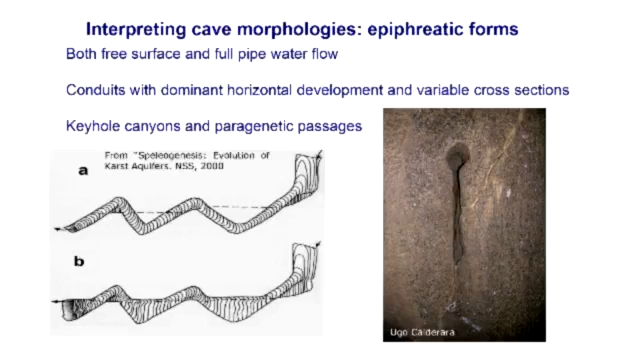 Interpreting cave morphologies: epiphreatic forms
Both free surface and full pipe water flow
Conduits with dominant horizontal development and variable cross sections
Keyhole canyons and paragenetic passages
From "Speleogenesis: Evolution of
Karst Aquifers. NSS, 2000
a
b
Ugo Calderara